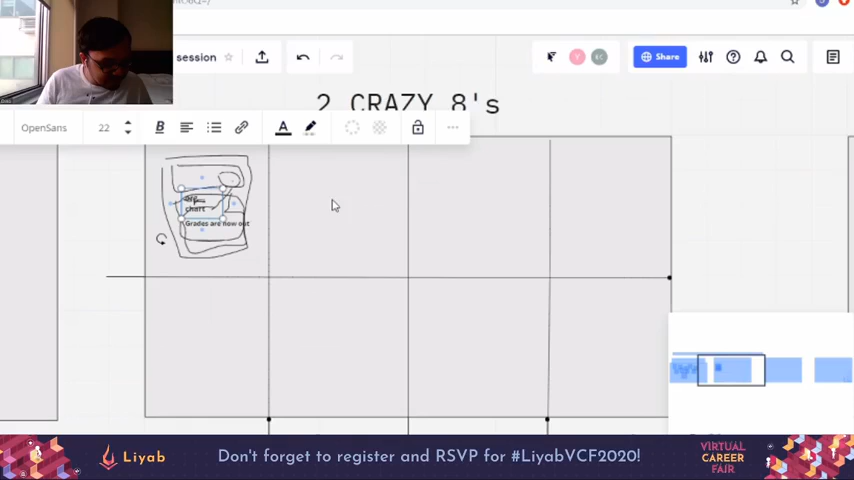 session
Share
2 CRAZY 8's
OpenSans
22
B
A
chart
Grades are now out
Liyab
Don't forget to register and RSVP for #LiyabVCF2020!
VIRTUAL
CAREER
FAIR